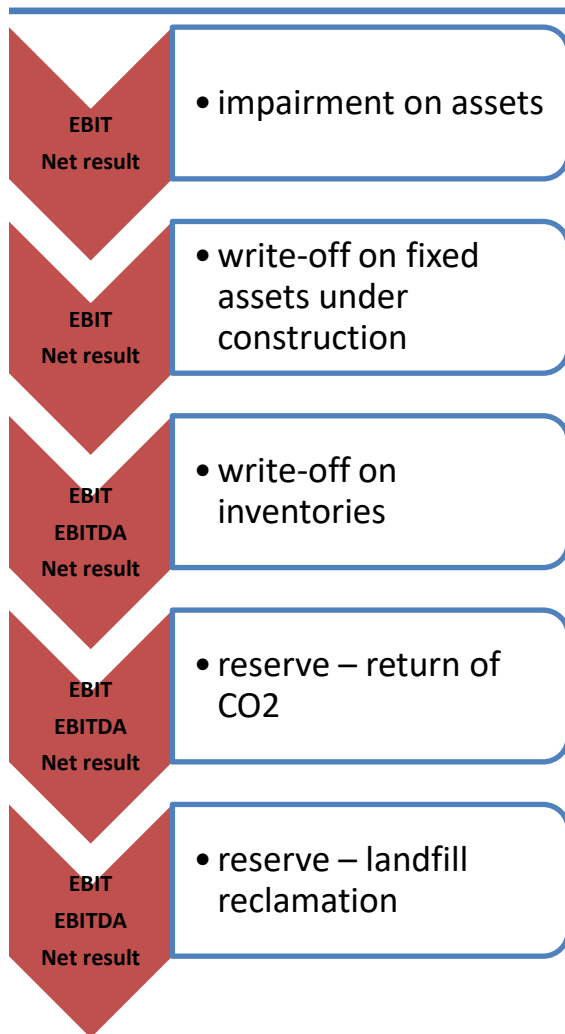 EBIT
Net result
• impairment on assets
EBIT
Net result
• write-off on fixed
assets under
construction
EBIT
EBITDA
Net result
• write-off on
inventories
EBIT
EBITDA
Net result
• reserve – return of
CO2
EBIT
EBITDA
Net result
• reserve – landfill
reclamation